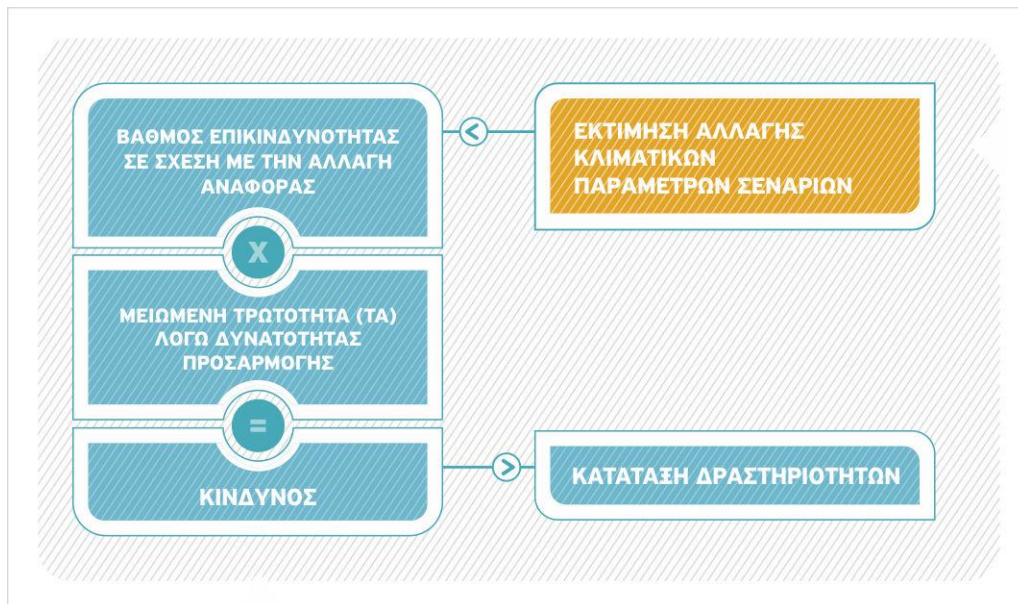 ΒΑΘΜΟΣ ΕΠΙΚΙΝΔΥΝΟΤΗΤΑΣ
ΣΕ ΣΧΕΣΗ ΜΕ ΤΗΝ ΑΛΛΑΓΗ
ΑΝΑΦΟΡΑΣ
X
ΜΕΙΩΜΕΝΗ ΤΡΩΤΟΤΗΤΑ (ΤΑ)
ΛΟΓΩ ΔΥΝΑΤΟΤΗΤΑΣ
ΠΡΟΣΑΡΜΟΓΗΣ
=
ΚΙΝΔΥΝΟΣ
<
ΕΚΤΙΜΗΣΗ ΑΛΛΑΓΗΣ
ΚΛΙΜΑΤΙΚΩΝ
ΠΑΡΑΜΕΤΡΩΝ ΣΕΝΑΡΙΩΝ
>
ΚΑΤΑΤΑΞΗ ΔΡΑΣΤΗΡΙΟΤΗΤΩΝ